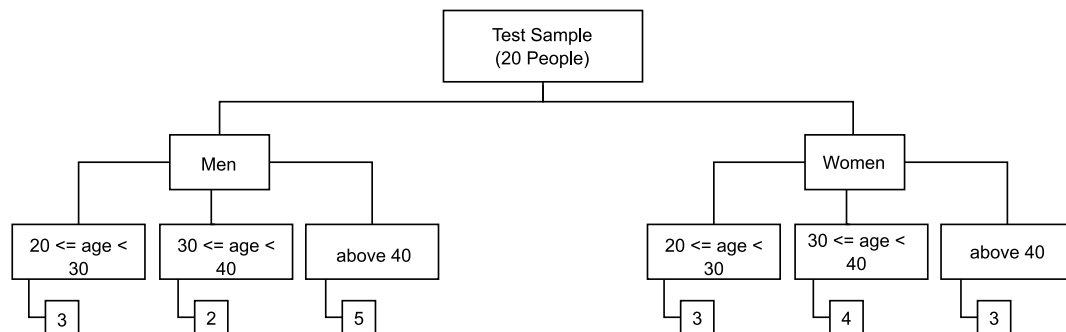 Test Sample
(20 People)
Men
Women
20 <= age <
30
30 <= age <
40
above 40
20 <= age <
30
30 <= age <
40
above 40
3
2
5
3
4
3